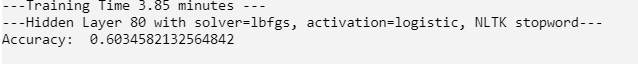 ---Training Time 3.85 minutes ---
---Hidden Layer 80 with solver=lbfgs, activation=logistic, NLTK stopword---
Accuracy:  0.6034582132564842